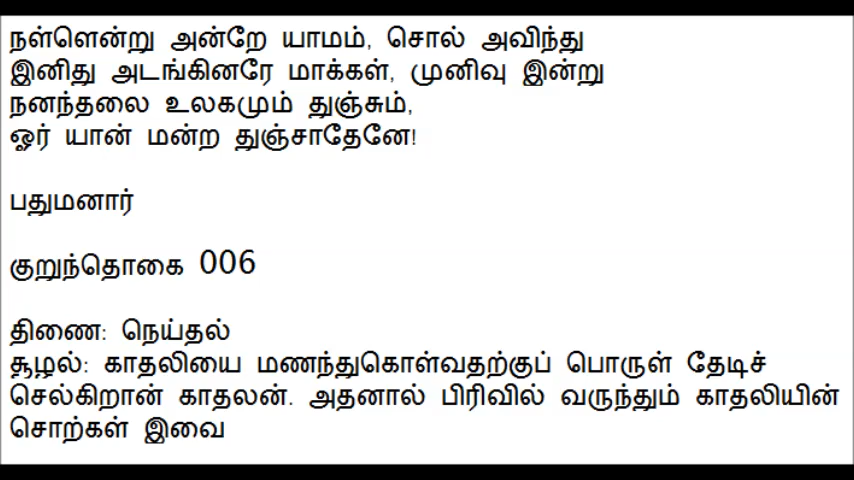 நள்ளென்று அன்றே யாமம், சொல் அவிந்து
இனிது அடங்கினரே மாக்கள், முனிவு இன்று
நனந்தலை உலகமும் துஞ்சும்,
ஓர் யான் மன்ற துஞ்சாதேனே!
பதுமனார்
குறுந்தொகை 006
திணை: நெய்தல்
சூழல்: காதலியை மணந்துகொள்வதற்குப் பொருள் தேடிச்
செல்கிறான் காதலன். அதனால் பிரிவில் வருந்தும் காதலியின்
சொற்கள் இவை